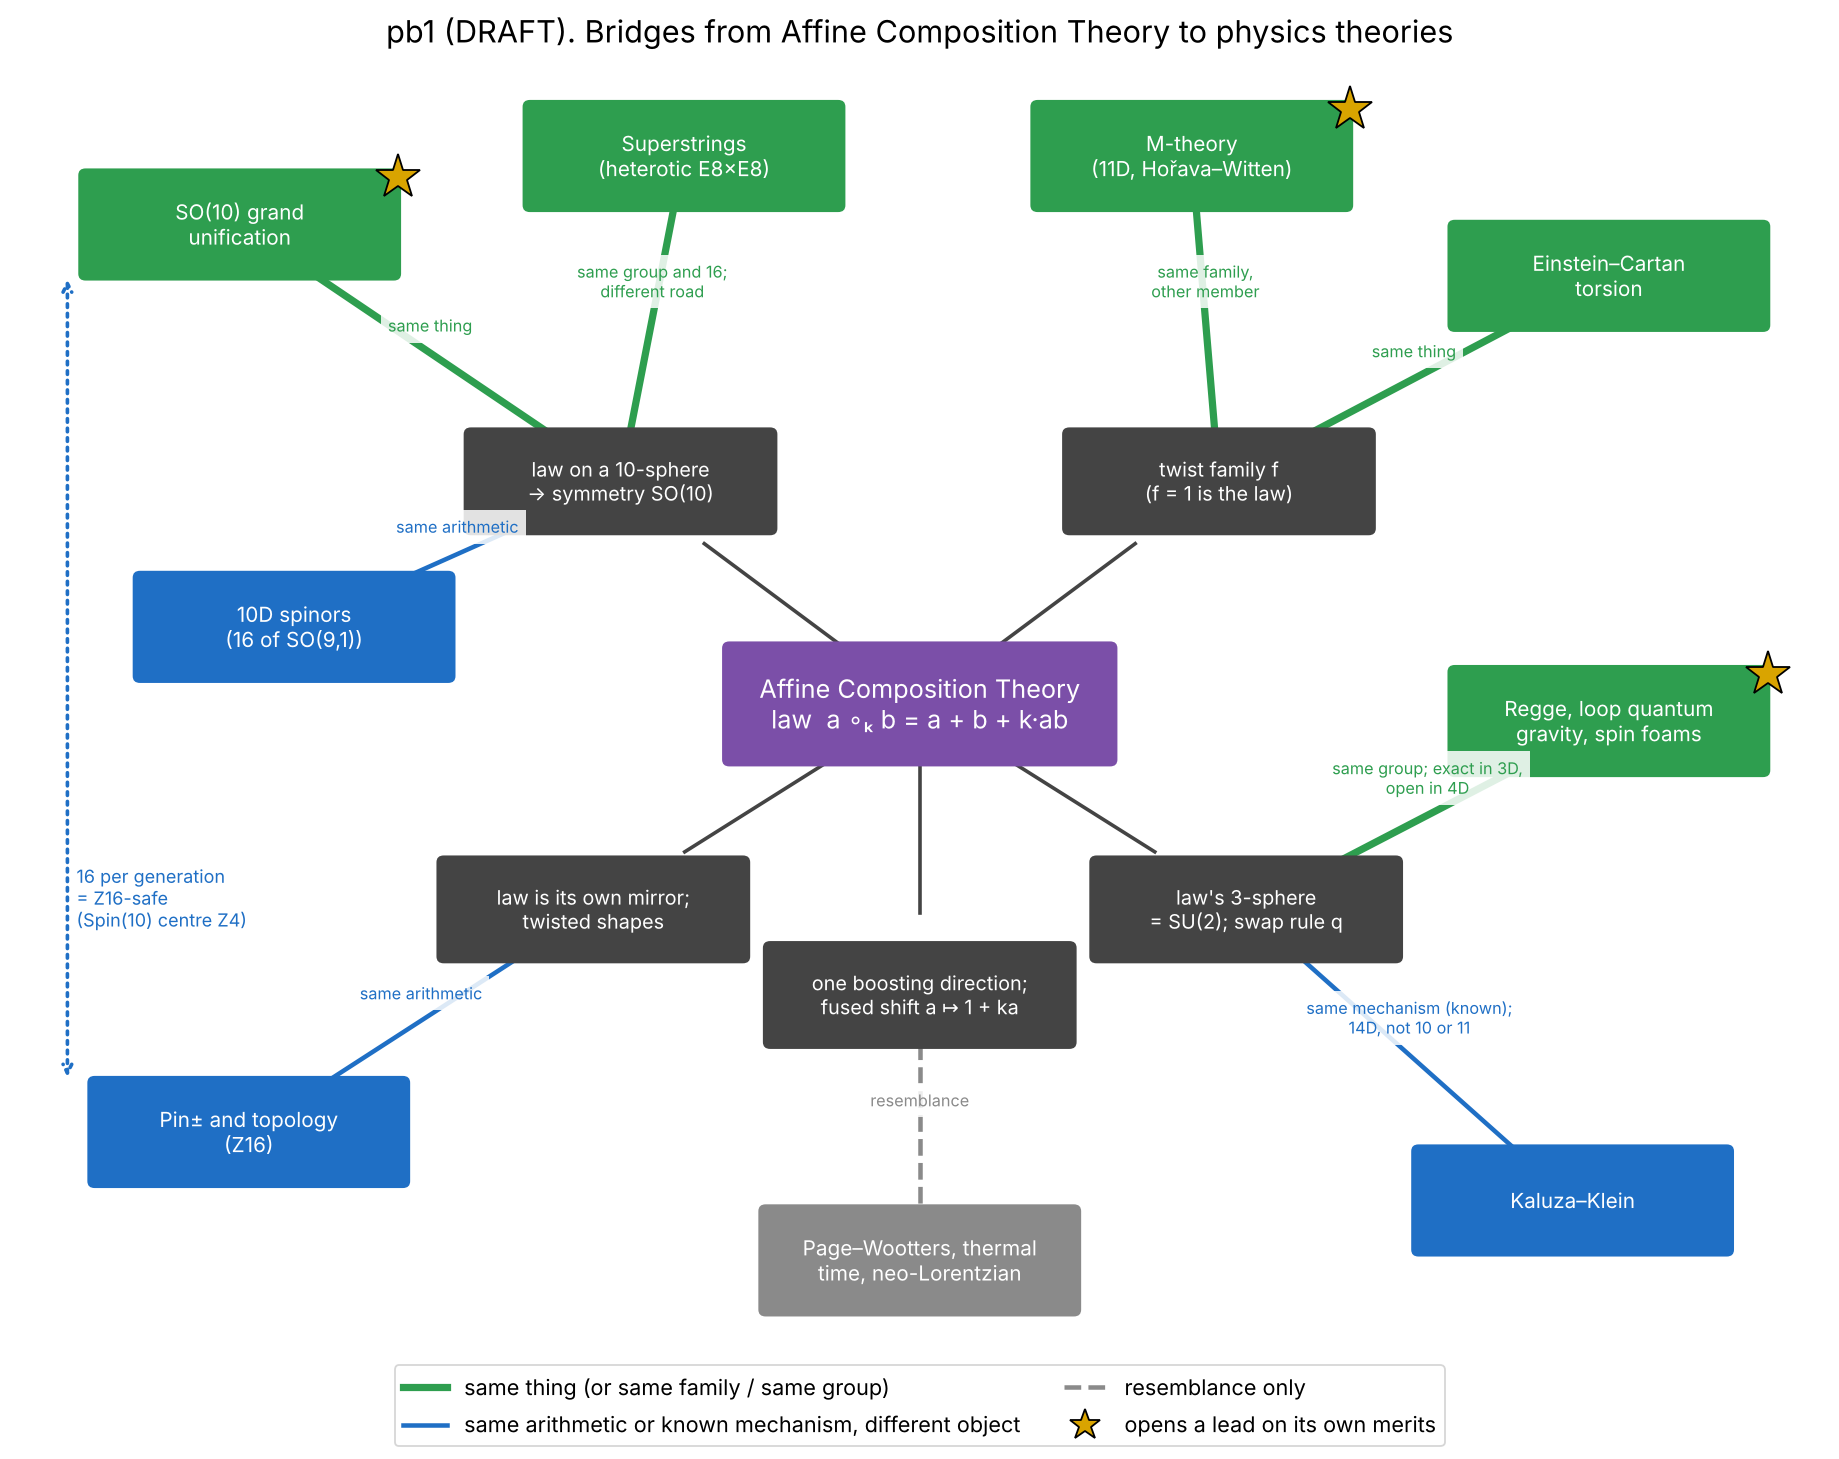 pb1 (DRAFT). Bridges from Affine Composition Theory to physics theories
Superstrings
(heterotic E8×E8)
M-theory
(11D, Hořava–Witten)
SO(10) grand
unification
Einstein–Cartan
torsion
same group and 16;
different road
same family,
other member
same thing
same thing
law on a 10-sphere
→ symmetry SO(10)
twist family f
(f = 1 is the law)
same arithmetic
10D spinors
(16 of SO(9,1))
Affine Composition Theory
law a ∘ₖ b = a + b + k·ab
Regge, loop quantum
gravity, spin foams
same group; exact in 3D,
open in 4D
16 per generation
= Z16-safe
(Spin(10) centre Z4)
law is its own mirror;
twisted shapes
law's 3-sphere
= SU(2); swap rule q
one boosting direction;
fused shift a ↦ 1 + ka
same arithmetic
same mechanism (known);
14D, not 10 or 11
resemblance
Pin± and topology
(Z16)
Kaluza–Klein
Page–Wootters, thermal
time, neo-Lorentzian
same thing (or same family / same group)
same arithmetic or known mechanism, different object
resemblance only
opens a lead on its own merits